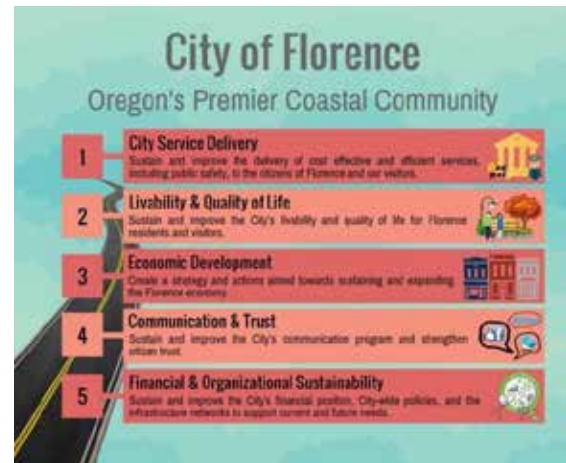 City of Florence
Oregon's Premier Coastal Community
1
City Service Delivery
Sustain and improve the delivery of cost effective and efficient services,
including public safety, to the citizens of Florence and our visitors.
2
Livability & Quality of Life
Sustain and improve the City's livability and quality of life for Florence
residents and visitors.
3
Economic Development
Create a strategy and actions aimed towards sustaining and expanding
the Florence economy.
4
Communication & Trust
Sustain and improve the City's communication program and strengthen
citizen trust.
5
Financial & Organizational Sustainability
Sustain and improve the City's financial position, City-wide policies, and the
infrastructure networks to support current and future needs.